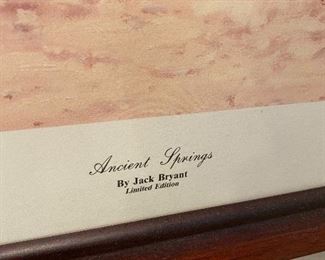 Ancient Springs
By Jack Bryant
Limited Edition